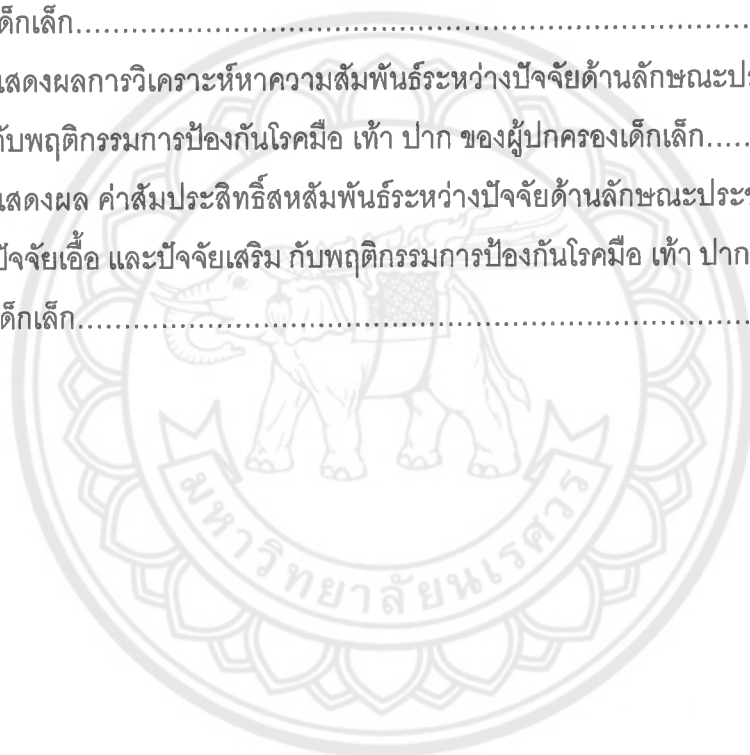 ด็กเล็ก
แสดงผลการวิเคราะห์หาความสัมพันธ์ระหว่างปัจจัยด้านลักษณะประ
กับพฤติกรรมการป้องกันโรคมือ เท้า ปาก ของผู้ปกครองเด็กเล็ก
แสดงผล ค่าสัมประสิทธิ์สหสัมพันธ์ระหว่างปัจจัยด้านลักษณะประช
ปัจจัยเอื้อ และปัจจัยเสริม กับพฤติกรรมการป้องกันโรคมือ เท้า ปาก
ด็กเล็ก
มหาวิทยาลัยนเรศวร